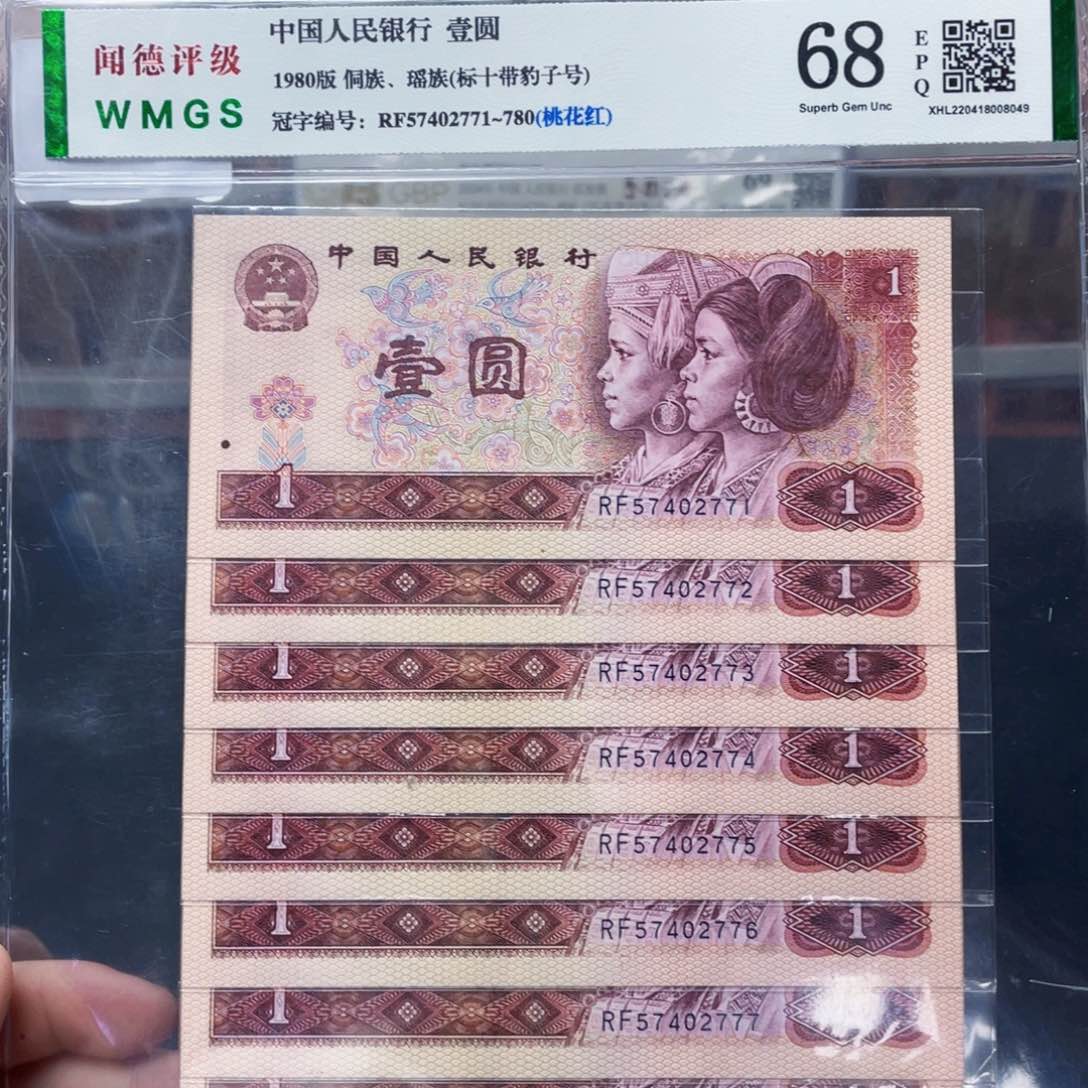 闻德评级
WMGS
中国人民银行 壹圆
1980版 侗族、瑶族(标十带豹子号)
冠字编号：RF57402771~780(桃花红)
68
EPQ
Superb Gem Unc
XHL220418008049
GBP
69
中国人民银行
1
壹圆
1
RF57402771
1
1
RF57402772
1
1
RF57402773
1
1
RF57402774
1
1
RF57402775
1
1
RF57402776
1
1
RF57402777